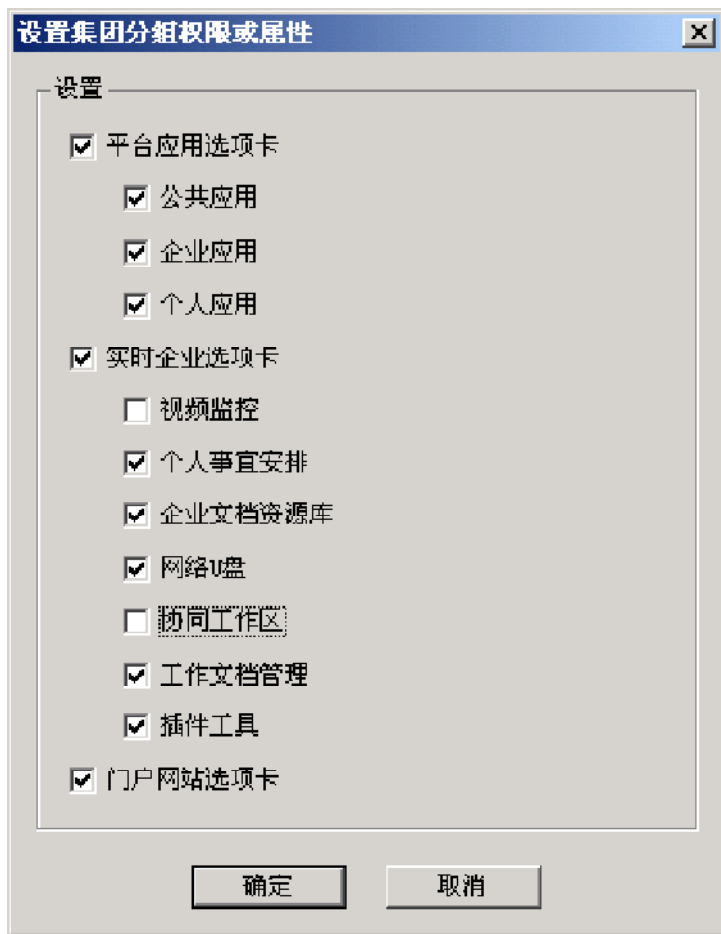 设置集团分组权限或属性
设置
平台应用选项卡
公共应用
企业应用
个人应用
实时企业选项卡
视频监控
个人事宜安排
企业文档资源库
网络U盘
协同工作区
工作文档管理
插件工具
门户网站选项卡
确定
取消